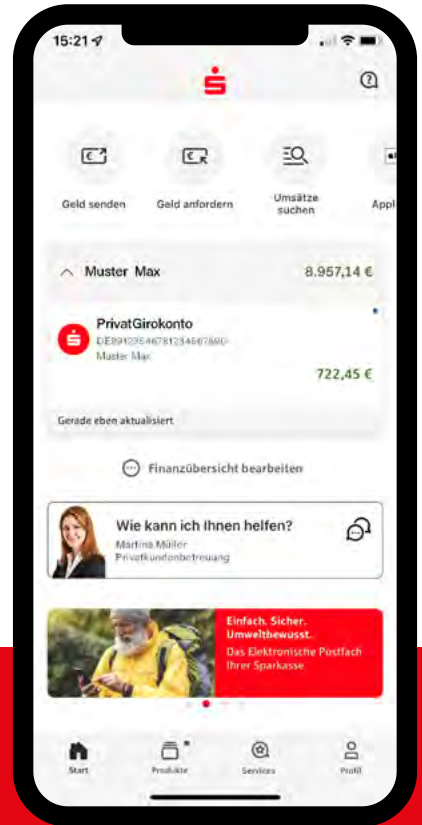 15:21
Geld senden
Geld anfordern
Umsätze
suchen
Appl
Muster Max
8.957,14 €
PrivatGirokonto
Muster Max
722,45 €
Gerade eben aktualisiert
Finanzübersicht bearbeiten
Wie kann ich Ihnen helfen?
Martina Müller
Privatkundenbetreuung
Einfach. Sicher.
Umweltbewusst.
Das Elektronische Postfach
Ihrer Sparkasse
Start
Produkte
Services
Profil